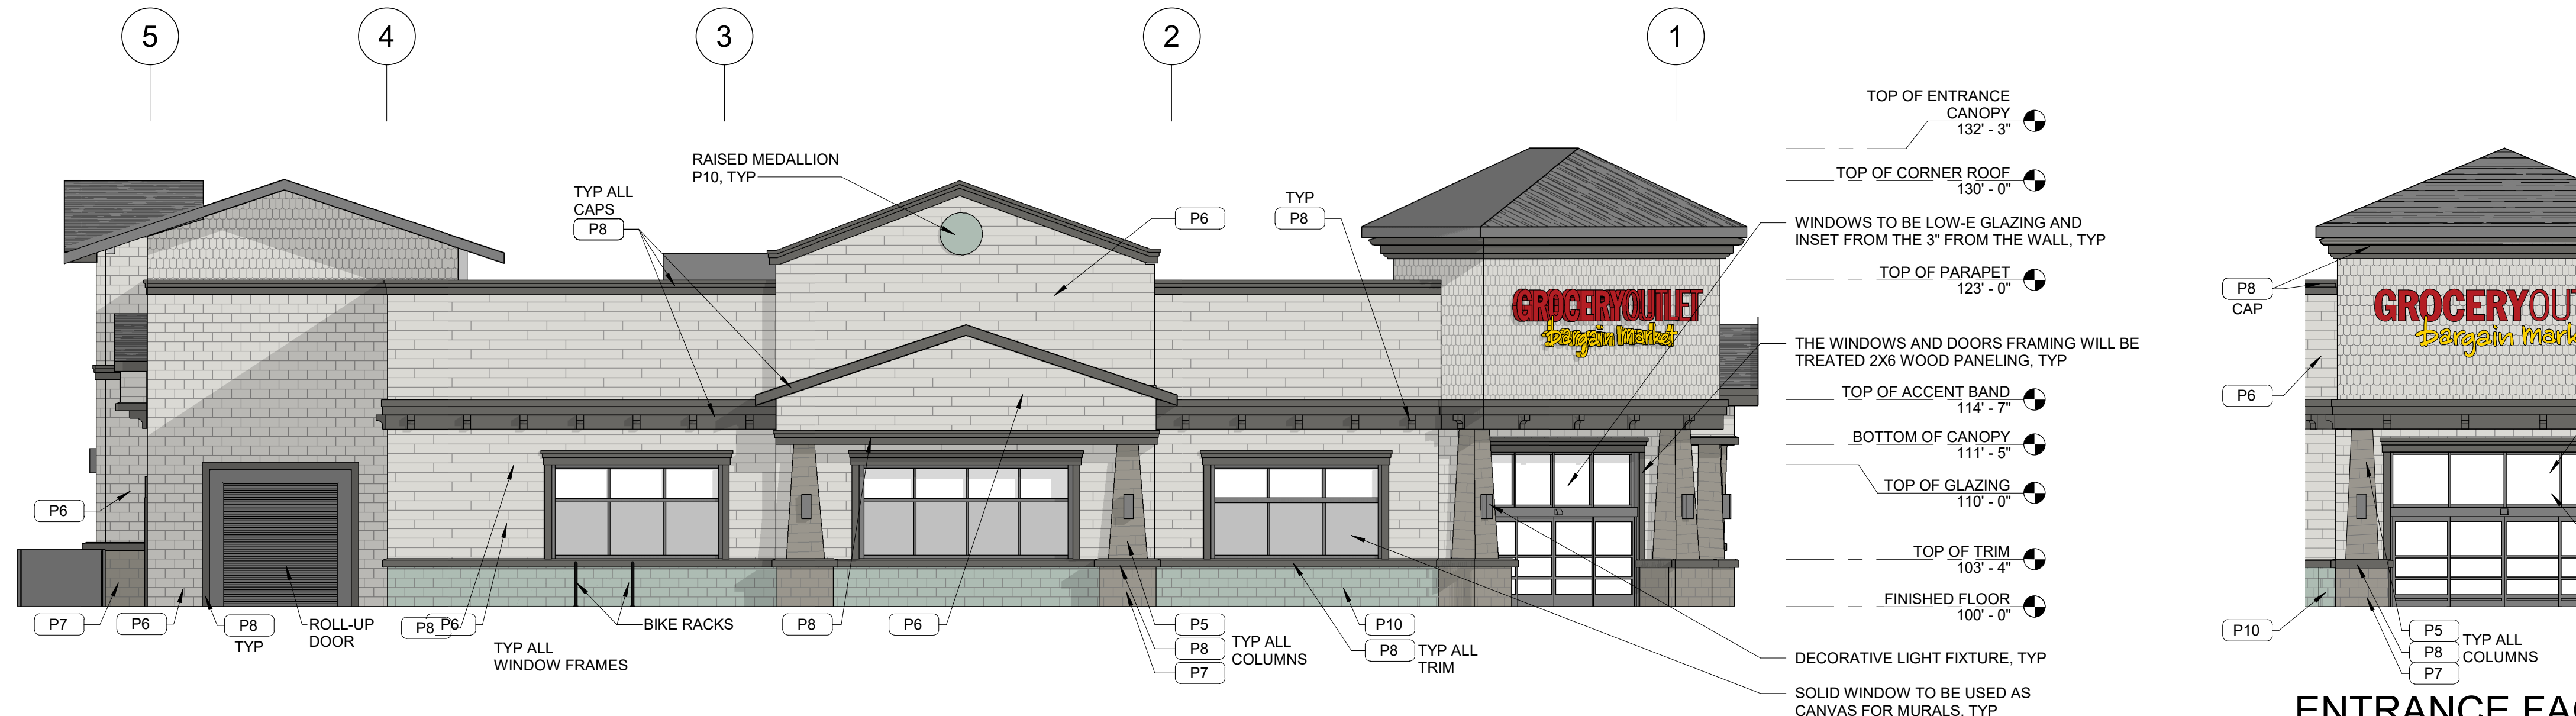 5
4
3
2
1
TOP OF ENTRANCE
CANOPY
132' - 3"
RAISED MEDALLION
P10, TYP
TOP OF CORNER ROOF
130' - 0"
TYP ALL
CAPS
P8
P6
TYP
P8
WINDOWS TO BE LOW-E GLAZING AND
INSET FROM THE 3" FROM THE WALL, TYP
TOP OF PARAPET
123' - 0"
P8
CAP
GROCERYOUTLET
bargain market
GROCERYOUT
bargain mark
THE WINDOWS AND DOORS FRAMING WILL BE
TREATED 2X6 WOOD PANELING, TYP
TOP OF ACCENT BAND
114' - 7"
P6
BOTTOM OF CANOPY
111' - 5"
TOP OF GLAZING
110' - 0"
P6
TOP OF TRIM
103' - 4"
FINISHED FLOOR
100' - 0"
P7
P6
P8
TYP
ROLL-UP
DOOR
P8
P6
TYP ALL
WINDOW FRAMES
BIKE RACKS
P8
P6
P5
P8
P7
TYP ALL
COLUMNS
P10
P8
TYP ALL
TRIM
DECORATIVE LIGHT FIXTURE, TYP
SOLID WINDOW TO BE USED AS
CANVAS FOR MURALS, TYP
P10
P5
P8
P7
TYP ALL
COLUMNS
ENTRANCE FA